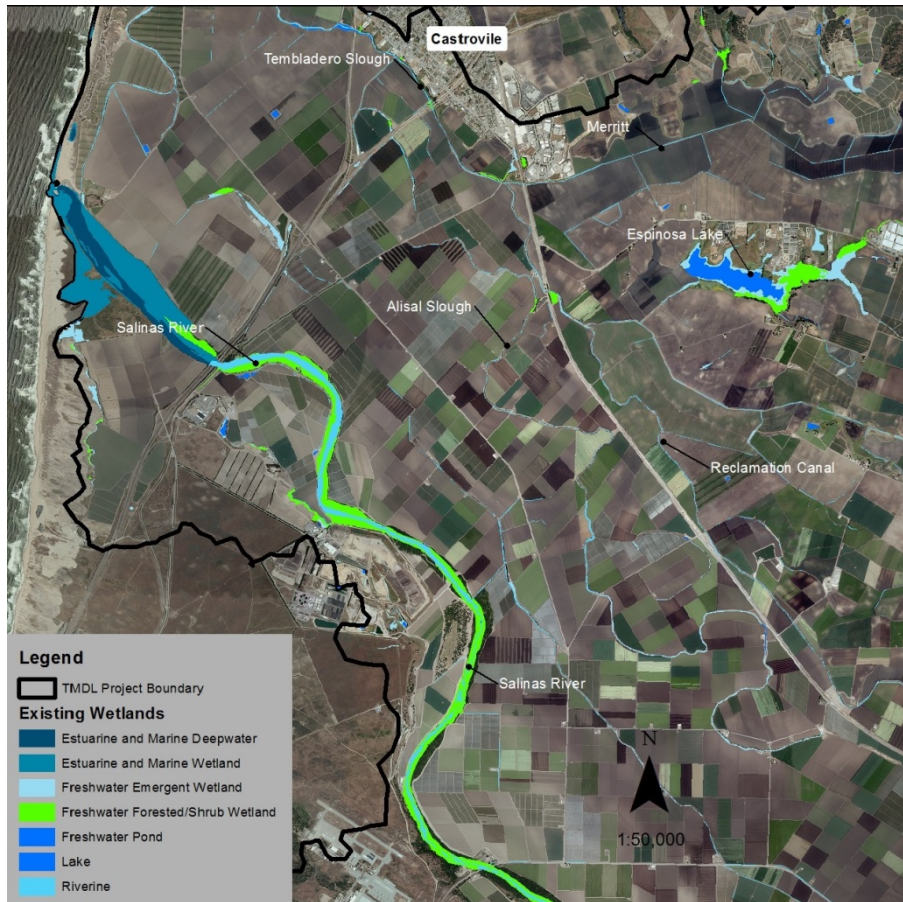 Castrovile
Tembladero Slough
Merritt
Espinosa Lake
Alisal Slough
Salinas River
Reclamation Canal
Salinas River
N
1:50,000
Legend
TMDL Project Boundary
Existing Wetlands
Estuarine and Marine Deepwater
Estuarine and Marine Wetland
Freshwater Emergent Wetland
Freshwater Forested/Shrub Wetland
Freshwater Pond
Lake
Riverine